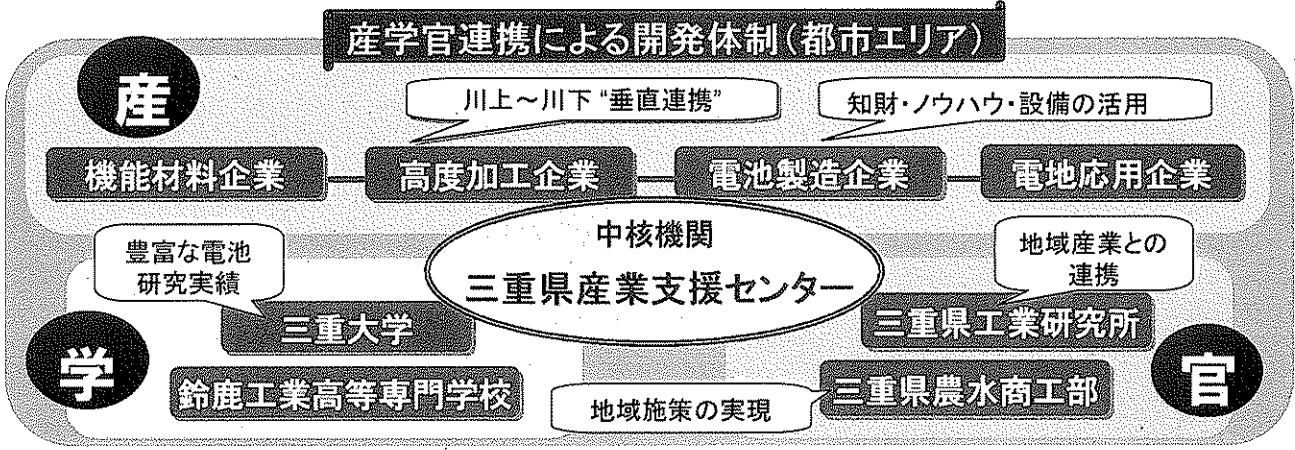 産学官連携による開発体制(都市エリア)
産
川上～川下 “垂直連携”
知財・ノウハウ・設備の活用
機能材料企業
高度加工企業
電池製造企業
電地応用企業
中核機関
三重県産業支援センター
豊富な電池
研究実績
地域産業との
連携
三重大学
三重県工業研究所
学
官
鈴鹿工業高等専門学校
地域施策の実現
三重県農水商工部